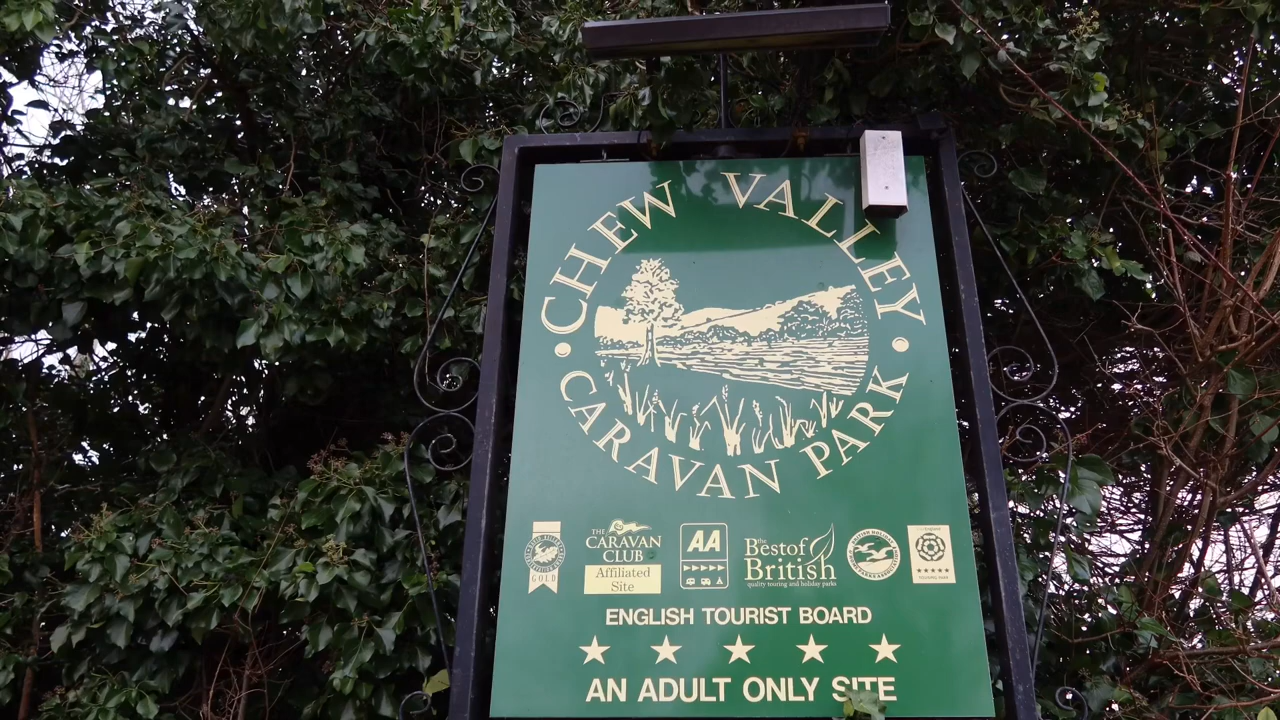 CHEW VALLEY
CARAVAN PARK
GOLD
THE
CARAVAN
CLUB
Affiliated
Site
AA
the
Best of
British
quality touring and holiday parks
ENGLISH TOURIST BOARD
AN ADULT ONLY SITE